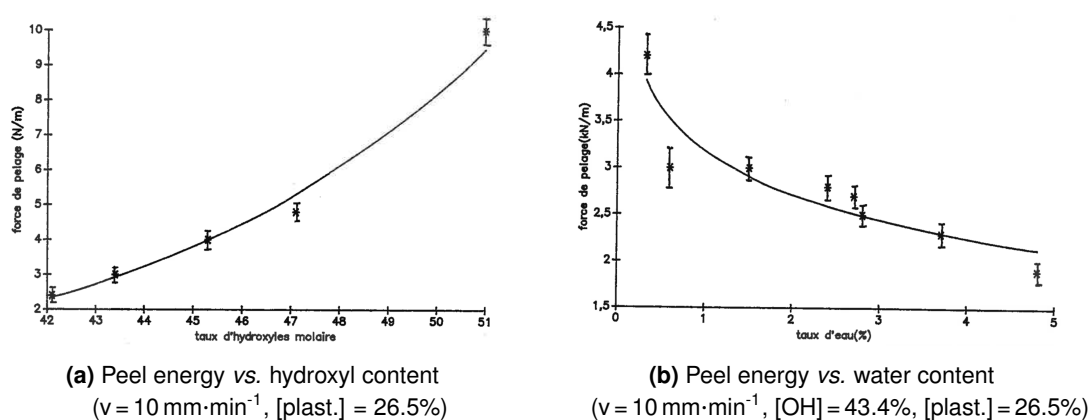 10
9
8
7
6
5
4
3
2
force de pelage (N/m)
42 43 44 45 46 47 48 49 50 51
taux d'hydroxyles molaire
4,5
4
3,5
3
2,5
2
1,5
force de pelage(kN/m)
0 1 2 3 4 5
taux d'eau(%)
(a) Peel energy vs. hydroxyl content
(v = 10 mm·min-1, [plast.] = 26.5%)
(b) Peel energy vs. water content
(v = 10 mm·min-1, [OH] = 43.4%, [plast.] = 26.5%)